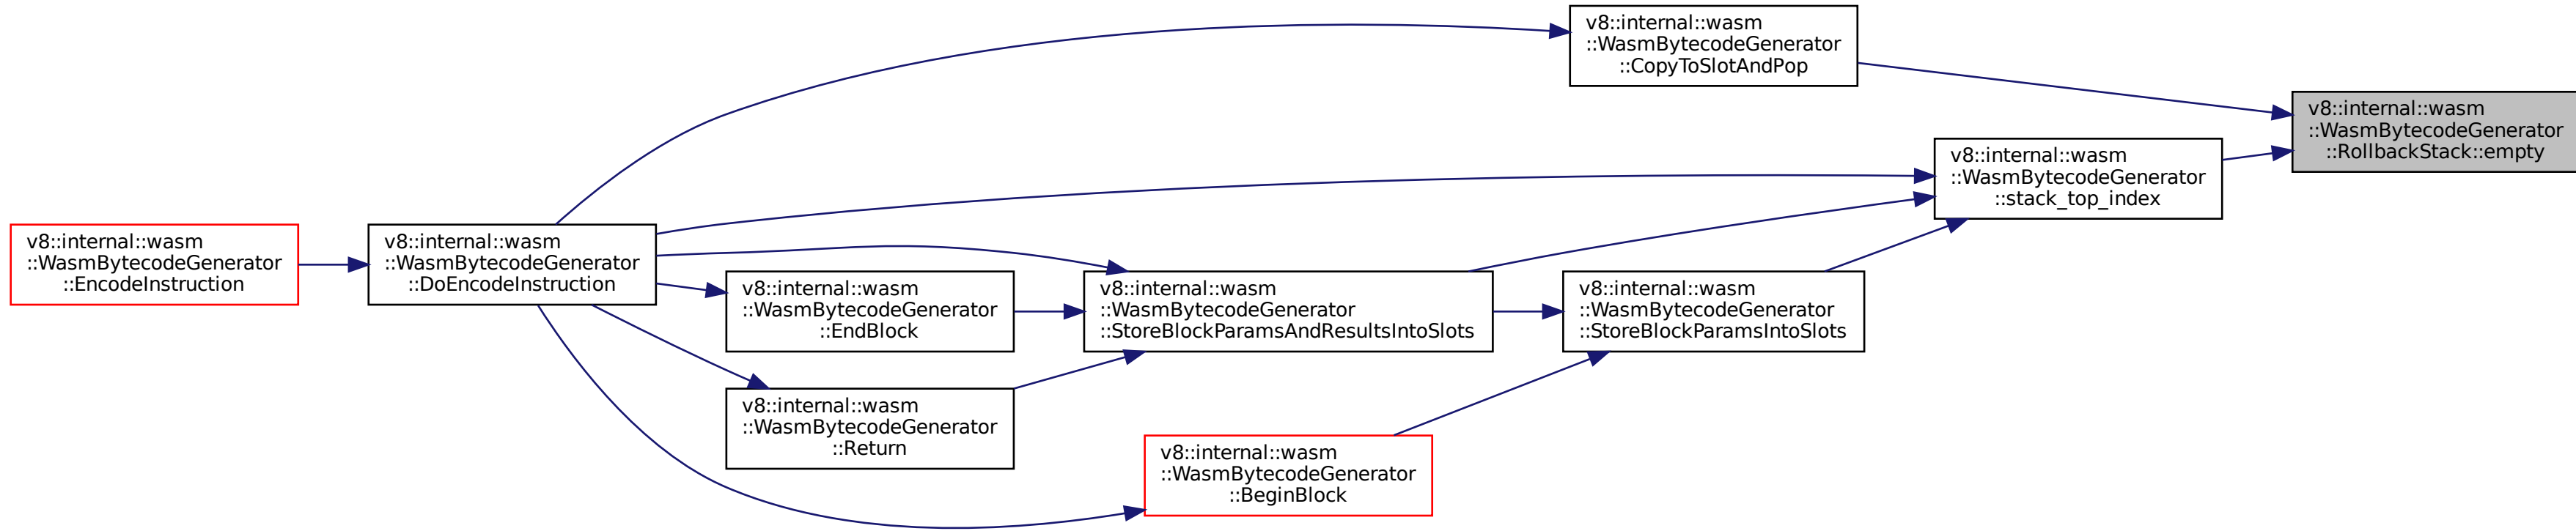 v8::internal::wasm
::WasmBytecodeGenerator
::CopyToSlotAndPop
v8::internal::wasm
::WasmBytecodeGenerator
::RollbackStack::empty
v8::internal::wasm
::WasmBytecodeGenerator
::stack_top_index
v8::internal::wasm
::WasmBytecodeGenerator
::EncodeInstruction
v8::internal::wasm
::WasmBytecodeGenerator
::DoEncodeInstruction
v8::internal::wasm
::WasmBytecodeGenerator
::EndBlock
v8::internal::wasm
::WasmBytecodeGenerator
::StoreBlockParamsAndResultsIntoSlots
v8::internal::wasm
::WasmBytecodeGenerator
::StoreBlockParamsIntoSlots
v8::internal::wasm
::WasmBytecodeGenerator
::Return
v8::internal::wasm
::WasmBytecodeGenerator
::BeginBlock